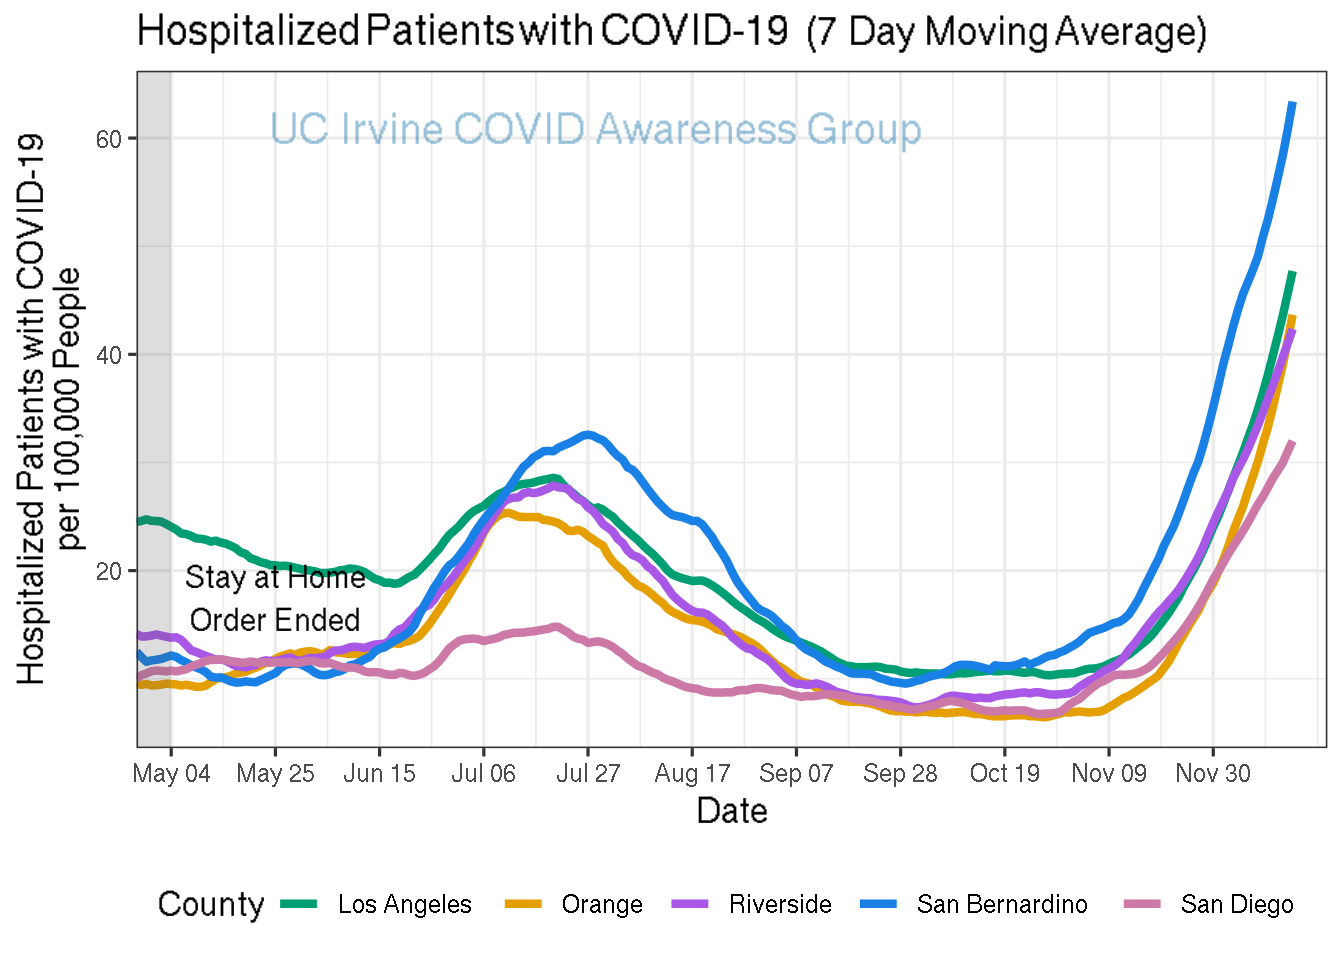 Hospitalized Patients with COVID-19 (7 Day Moving Average)
UC Irvine COVID Awareness Group
Hospitalized Patients with COVID-19
per 100,000 People
60
40
20
Stay at Home
Order Ended
May 04 May 25 Jun 15 Jul 06 Jul 27 Aug 17 Sep 07 Sep 28 Oct 19 Nov 09 Nov 30
Date
County Los Angeles Orange Riverside San Bernardino San Diego